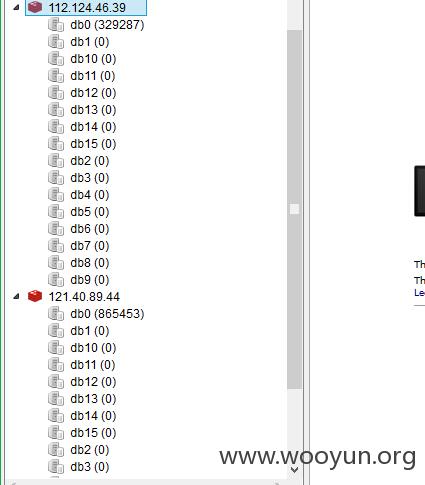 112.124.46.39
db0 (329287)
db1 (0)
db10 (0)
db11 (0)
db12 (0)
db13 (0)
db14 (0)
db15 (0)
db2 (0)
db3 (0)
db4 (0)
db5 (0)
db6 (0)
db7 (0)
db8 (0)
db9 (0)
121.40.89.44
db0 (865453)
db1 (0)
db10 (0)
db11 (0)
db12 (0)
db13 (0)
db14 (0)
db15 (0)
db2 (0)
db3 (0)
Th
Th
Le
www.wooyun.org